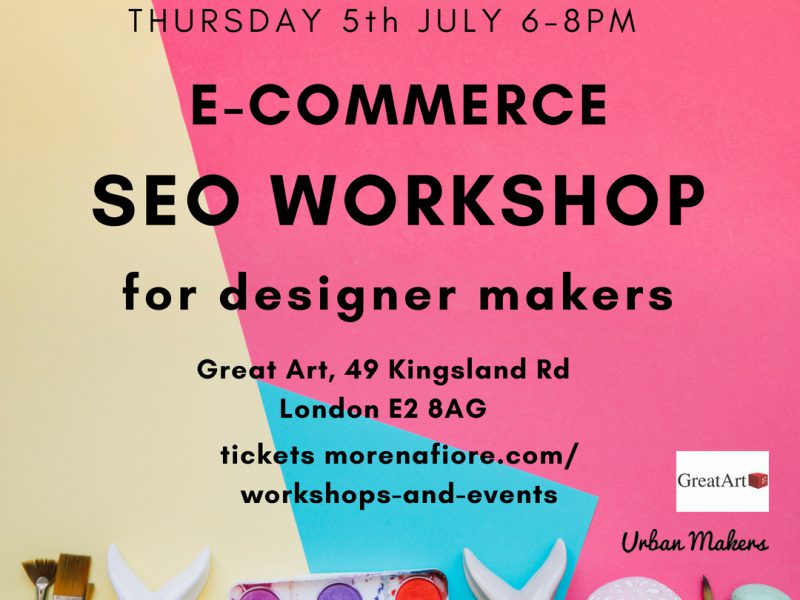 THURSDAY 5th JULY 6-8PM
E-COMMERCE
SEO WORKSHOP
for designer makers
Great Art, 49 Kingsland Rd
London E2 8AG
tickets morenafiore.com/
workshops-and-events
GreatArt
Urban Makers